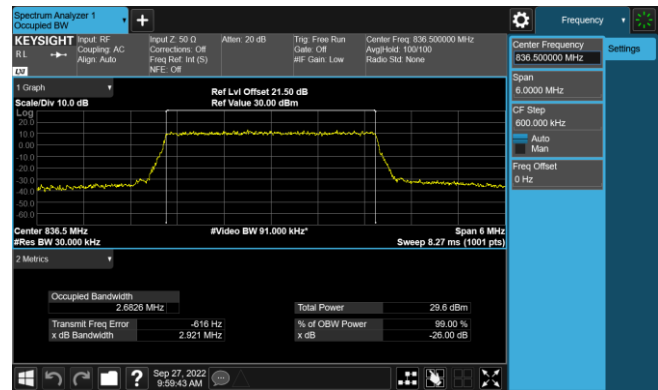 Spectrum Analyzer 1
Occupied BW
+
Frequency
KEYSIGHT
RL
LXI
Input: RF
Coupling: AC
Align: Auto
Input Z: 50 Ω
Corrections: Off
Freq Ref: Int (S)
NFE: Off
Atten: 20 dB
Trig: Free Run
Gate: Off
#IF Gain: Low
Center Freq: 836.500000 MHz
Avg|Hold: 100/100
Radio Std: None
Center Frequency
836.500000 MHz
Settings
Span
6.0000 MHz
CF Step
600.000 kHz
Auto
Man
Freq Offset
0 Hz
1 Graph
Scale/Div 10.0 dB
Ref Lvl Offset 21.50 dB
Ref Value 30.00 dBm
Log
20.0
10.0
0.00
-10.0
-20.0
-30.0
-40.0
-50.0
-60.0
Center 836.5 MHz
#Video BW 91.000 kHz*
Span 6 MHz
#Res BW 30.000 kHz
Sweep 8.27 ms (1001 pts)
2 Metrics
Occupied Bandwidth
2.6826 MHz
Total Power 29.6 dBm
Transmit Freq Error -616 Hz
% of OBW Power 99.00 %
x dB Bandwidth 2.921 MHz
x dB -26.00 dB
?
Sep 27, 2022
9:59:43 AM